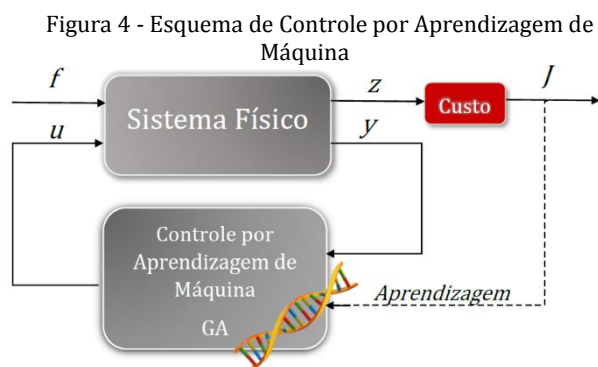 Figura 4 - Esquema de Controle por Aprendizagem de
Máquina
f
z
J
Sistema Físico
Custo
u
y
Controle por
Aprendizagem de
Máquina
GA
Aprendizagem